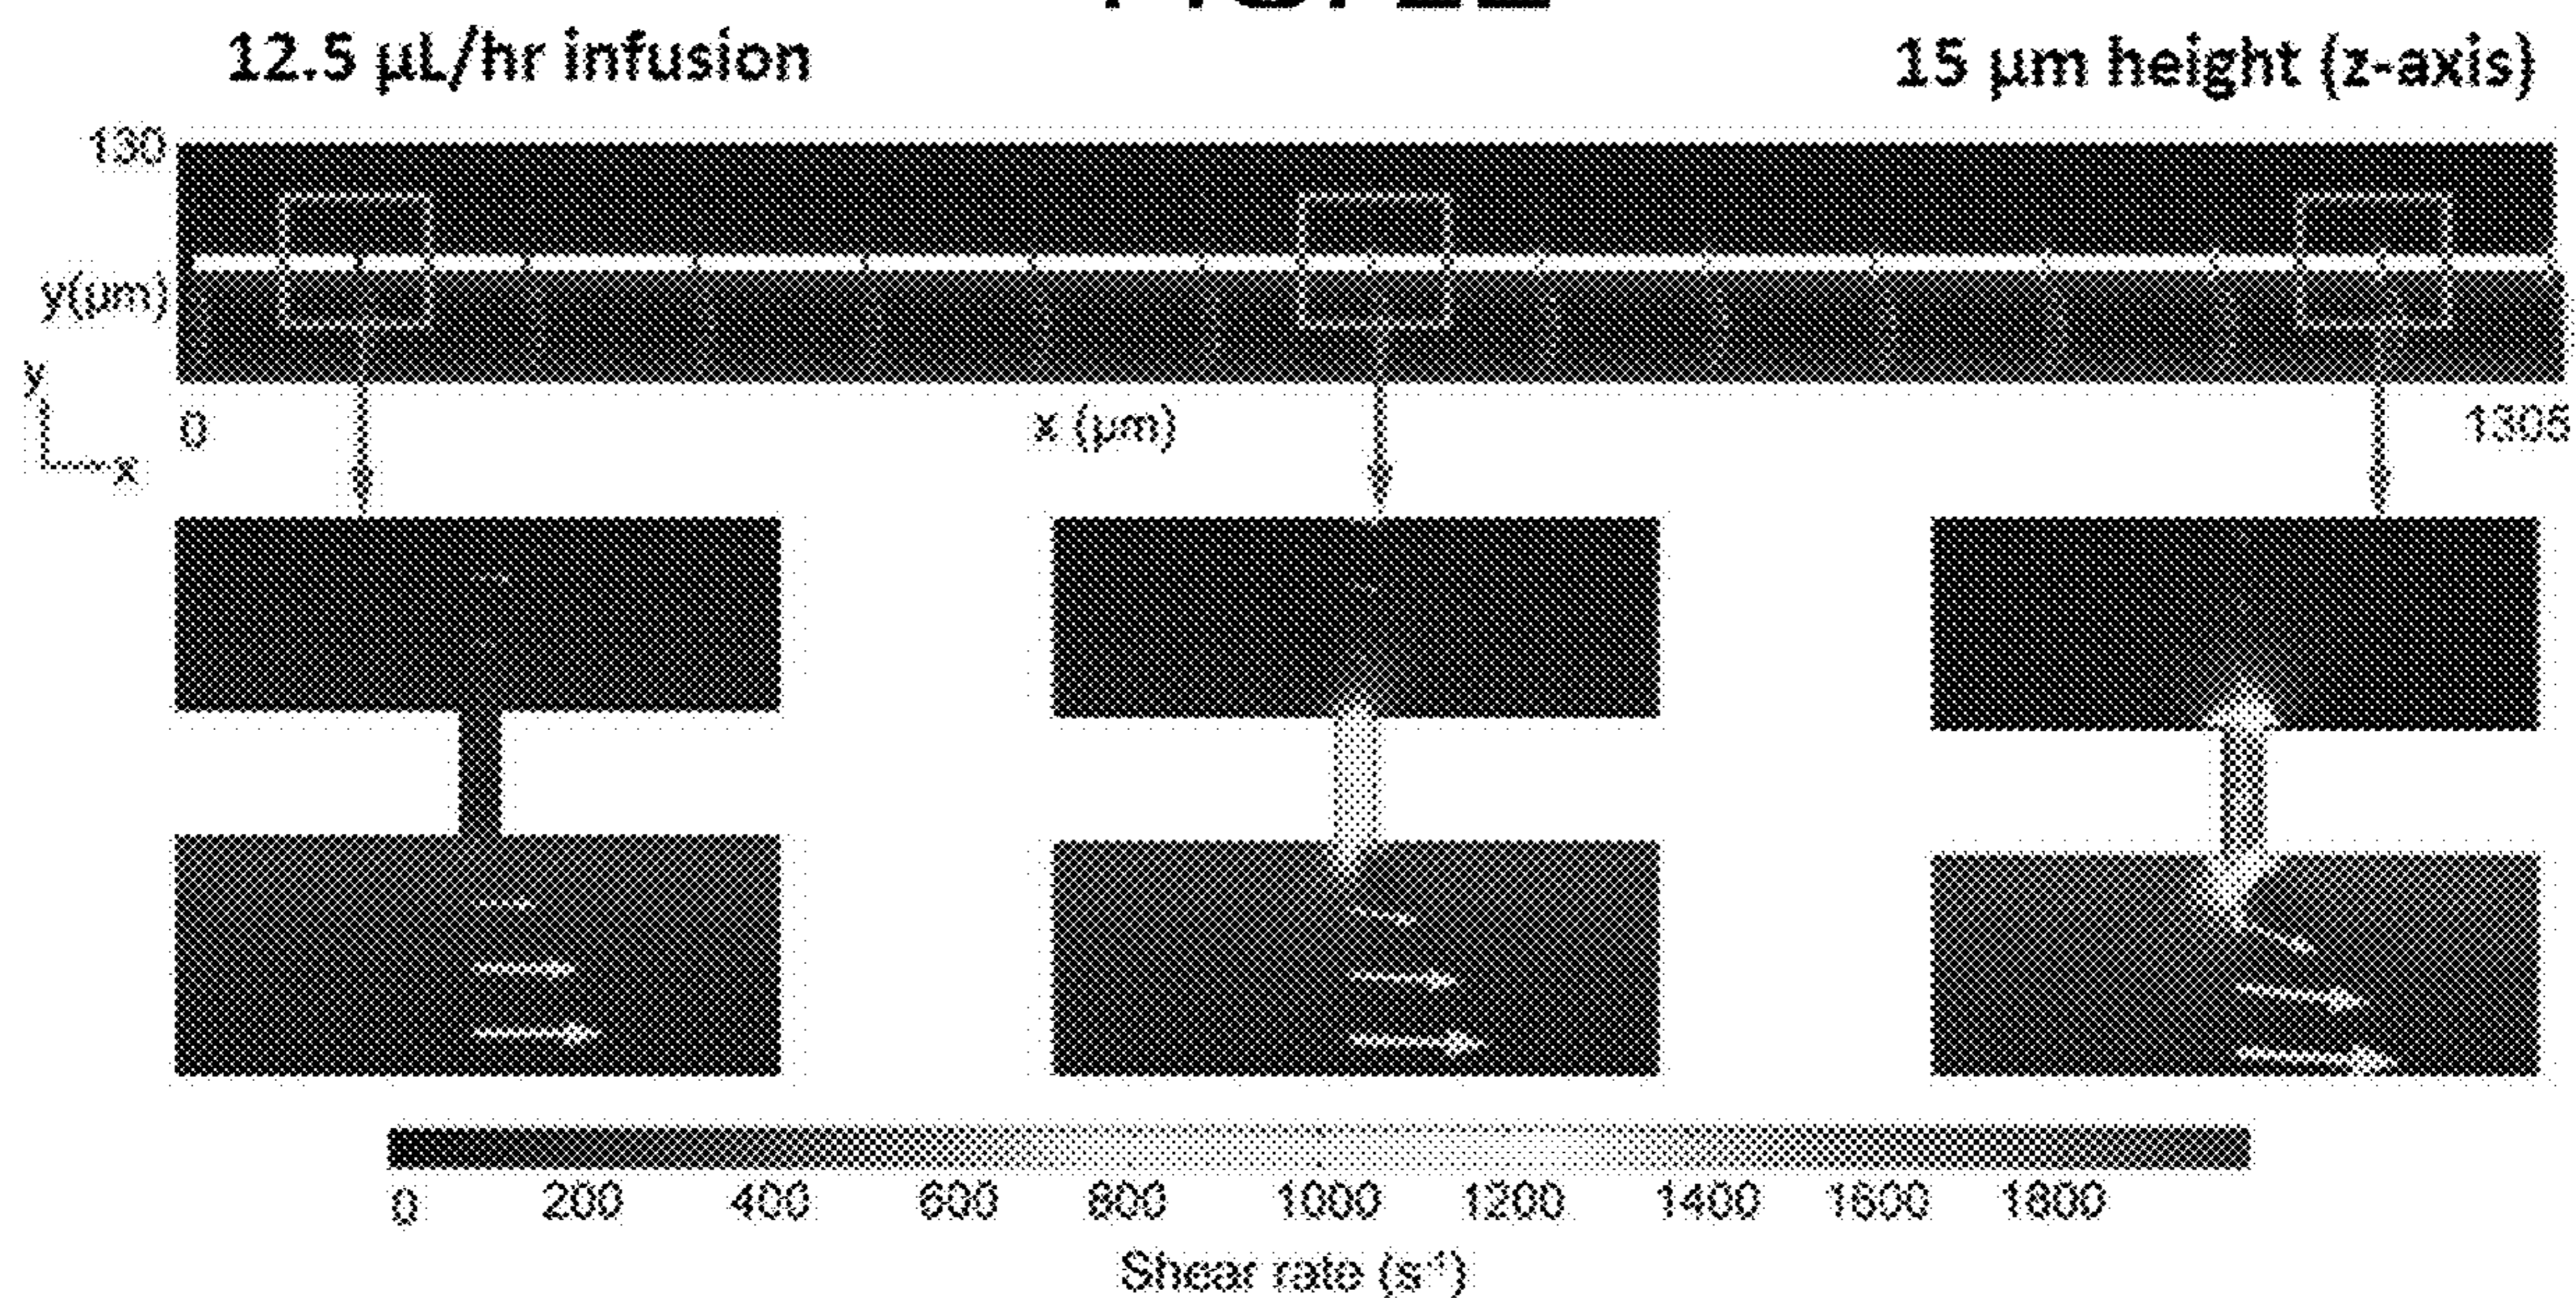 12.5 µL/hr infusion
15 µm height (z-axis)
130
y(µm)
y
x
0
x (µm)
1305
0 200 400 600 800 1000 1200 1400 1600 1800
Shear rate (s⁻¹)